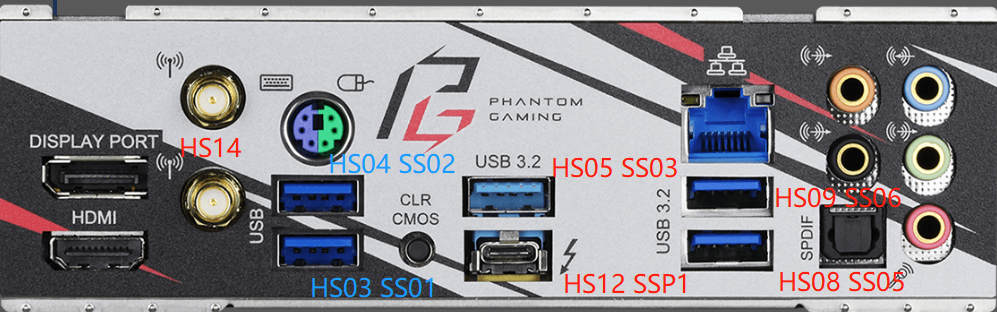 DISPLAY PORT
HS14
HDMI
USB
HS04 SS02
HS03 SS01
CLR
CMOS
PHANTOM
GAMING
USB 3.2
HS05 SS03
HS12 SSP1
USB 3.2
HS09 SS06
HS08 SS05
SPDIF